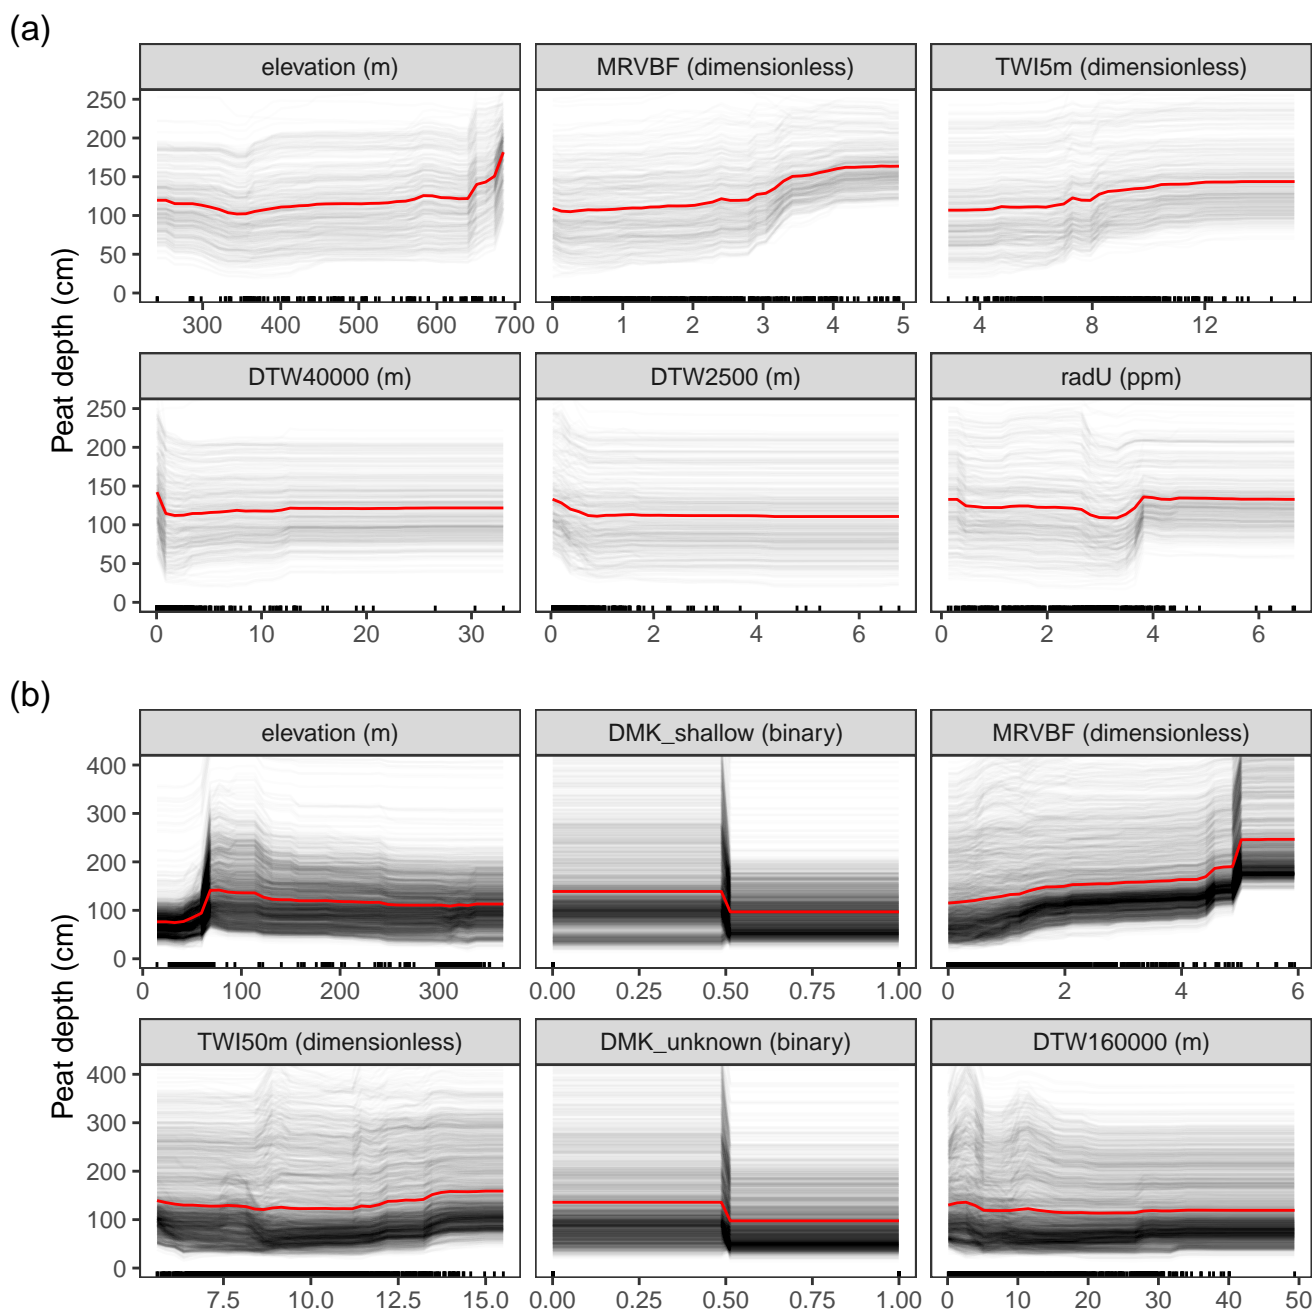 (a)
elevation (m) MRVBF (dimensionless) TWI5m (dimensionless)
250
200
150
100
50
0
300 400 500 600 700 0 1 2 3 4 5 4 8 12
Peat depth (cm)
DTW40000 (m) DTW2500 (m) radU (ppm)
250
200
150
100
50
0
0 10 20 30 0 2 4 6 0 2 4 6
(b)
elevation (m) DMK_shallow (binary) MRVBF (dimensionless)
400
300
200
100
0
0 100 200 300 0.00 0.25 0.50 0.75 1.00 0 2 4 6
Peat depth (cm)
TWI50m (dimensionless) DMK_unknown (binary) DTW160000 (m)
400
300
200
100
0
7.5 10.0 12.5 15.0 0.00 0.25 0.50 0.75 1.00 0 10 20 30 40 50